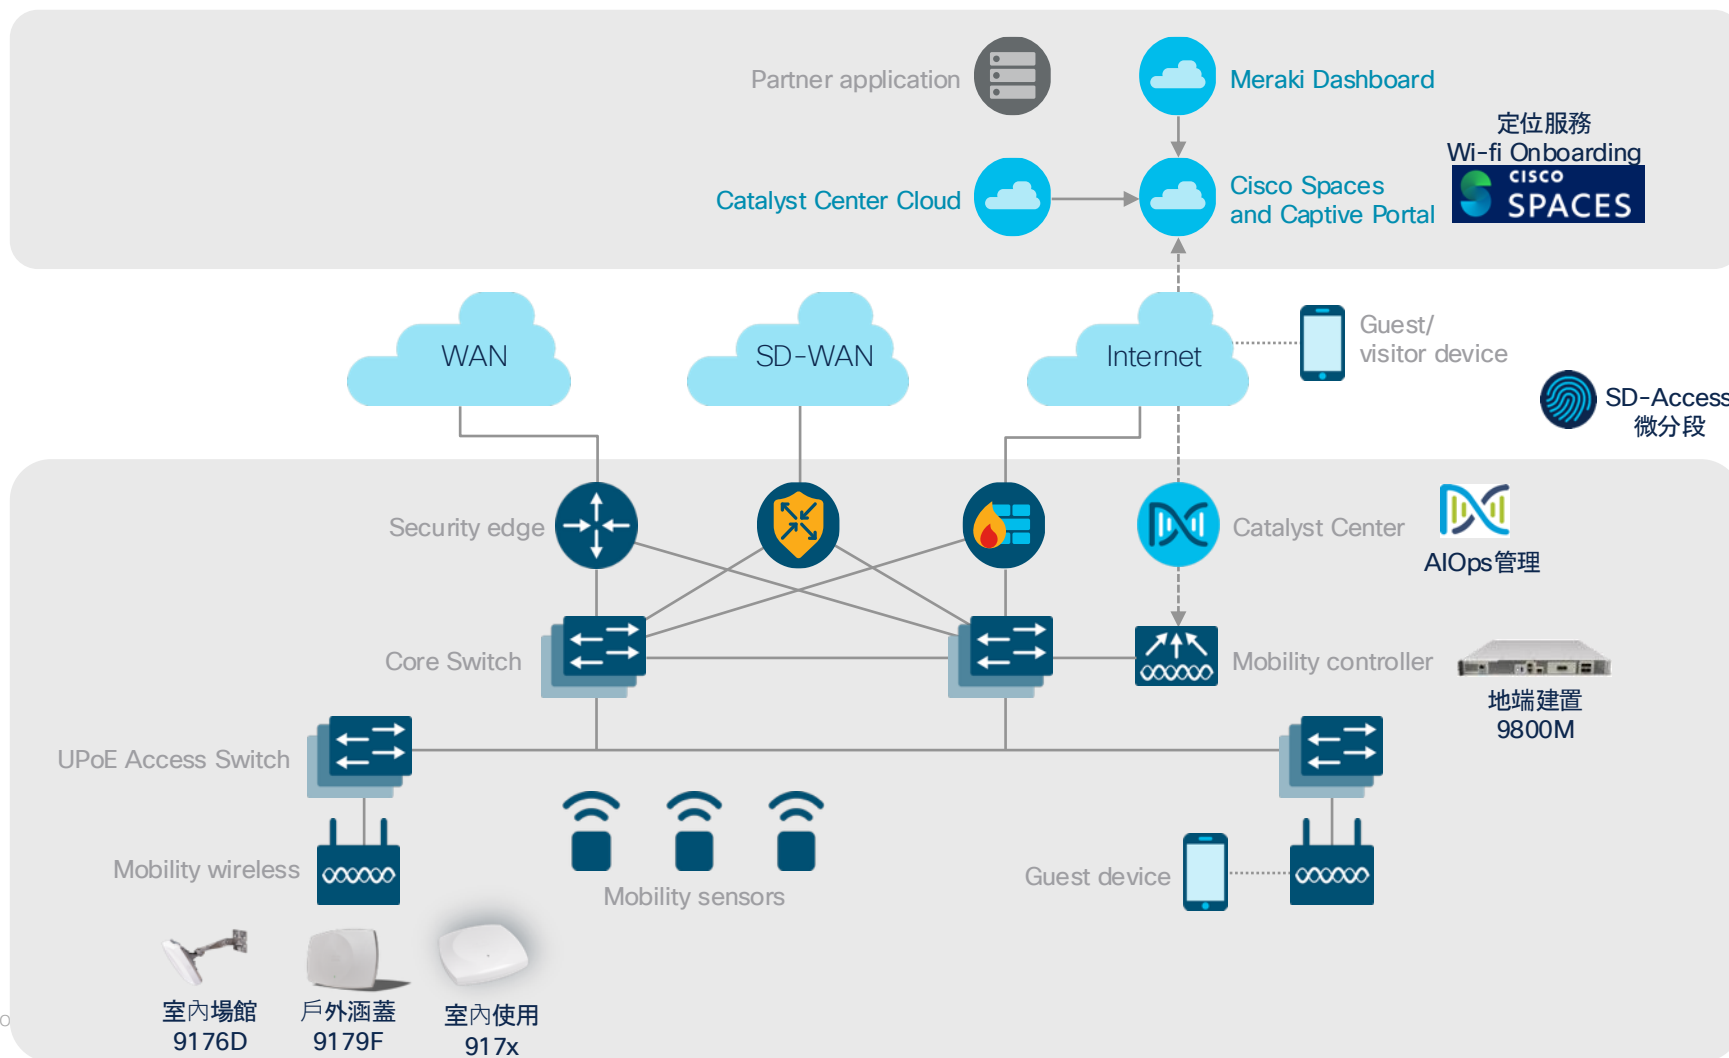 Partner application
Meraki Dashboard
定位服務
Wi-fi Onboarding
CISCO
SPACES
Catalyst Center Cloud
Cisco Spaces
and Captive Portal
WAN
SD-WAN
Internet
Guest/
visitor device
SD-Access
微分段
Security edge
Catalyst Center
AIOps管理
Core Switch
Mobility controller
地端建置
9800M
UPoE Access Switch
Mobility wireless
Mobility sensors
Guest device
室內場館
9176D
戶外涵蓋
9179F
室內使用
917x